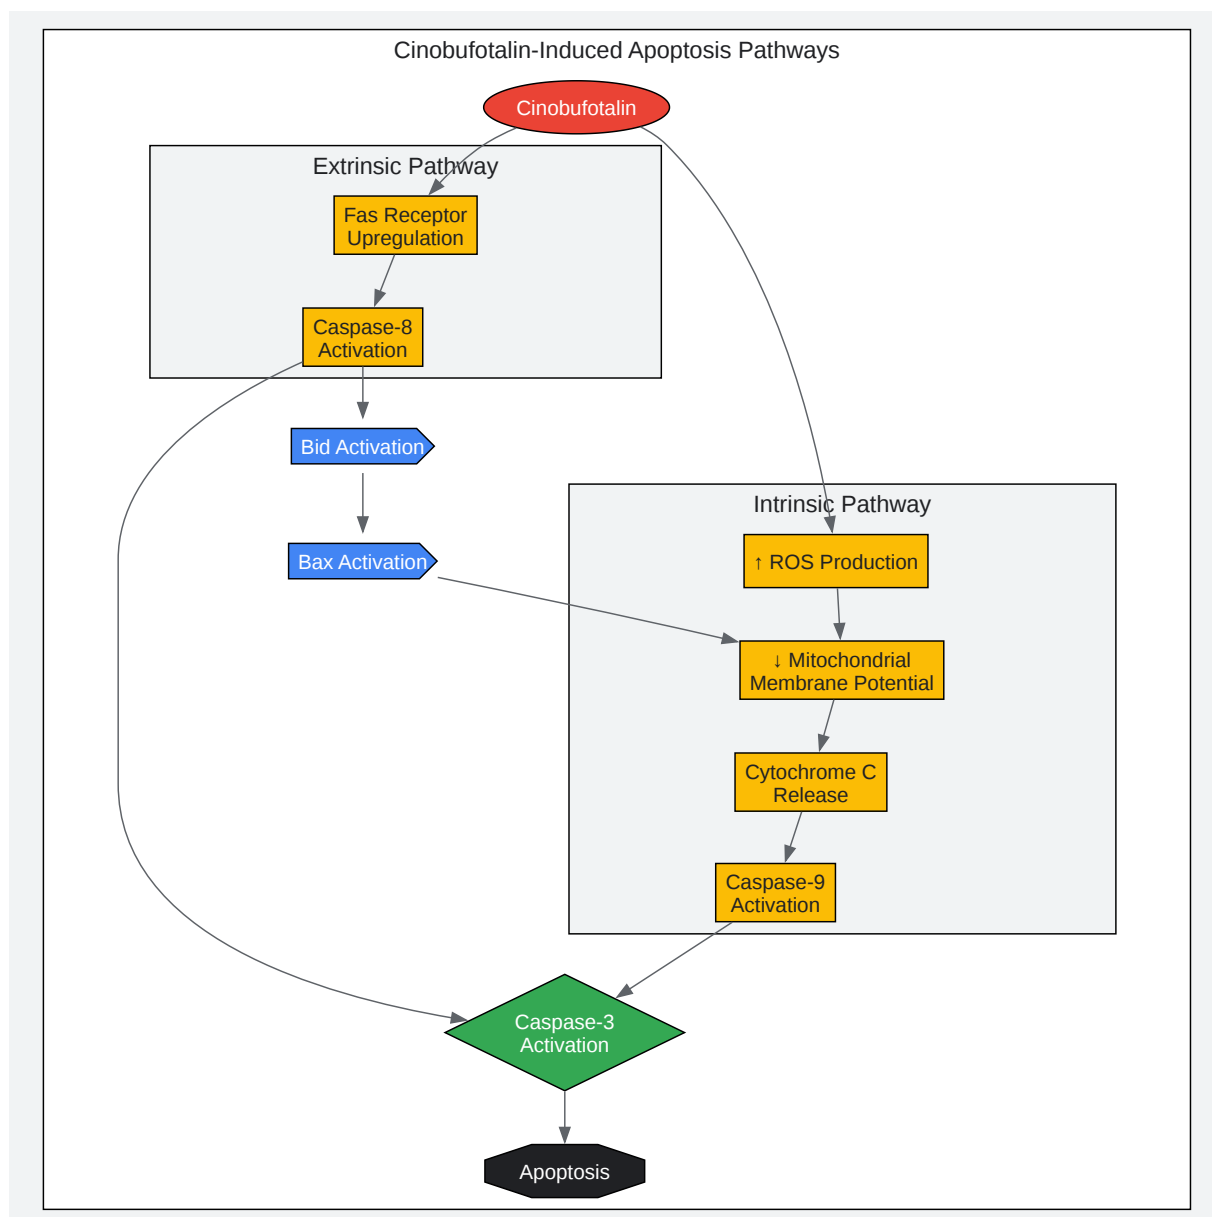 Cinobufotalin-Induced Apoptosis Pathways
Cinobufotalin
Extrinsic Pathway
Fas Receptor
Upregulation
Caspase-8
Activation
Bid Activation
Bax Activation
Intrinsic Pathway
↑ ROS Production
↓ Mitochondrial
Membrane Potential
Cytochrome C
Release
Caspase-9
Activation
Caspase-3
Activation
Apoptosis